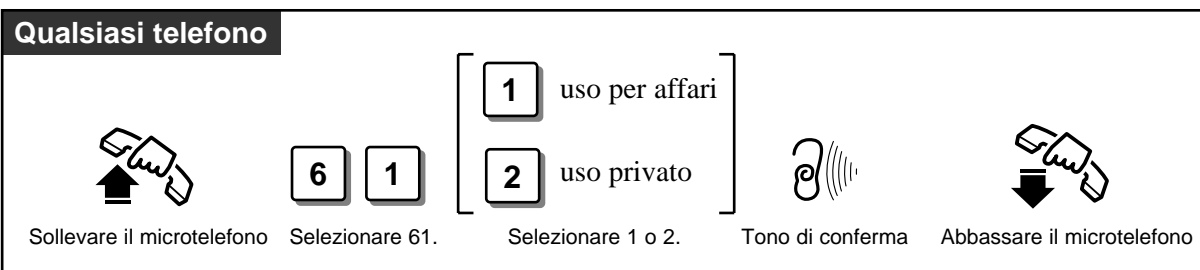 Qualsiasi telefono
1 uso per affari
6 1
2 uso privato
Sollevare il microtelefono Selezionare 61. Selezionare 1 o 2. Tono di conferma Abbassare il microtelefono